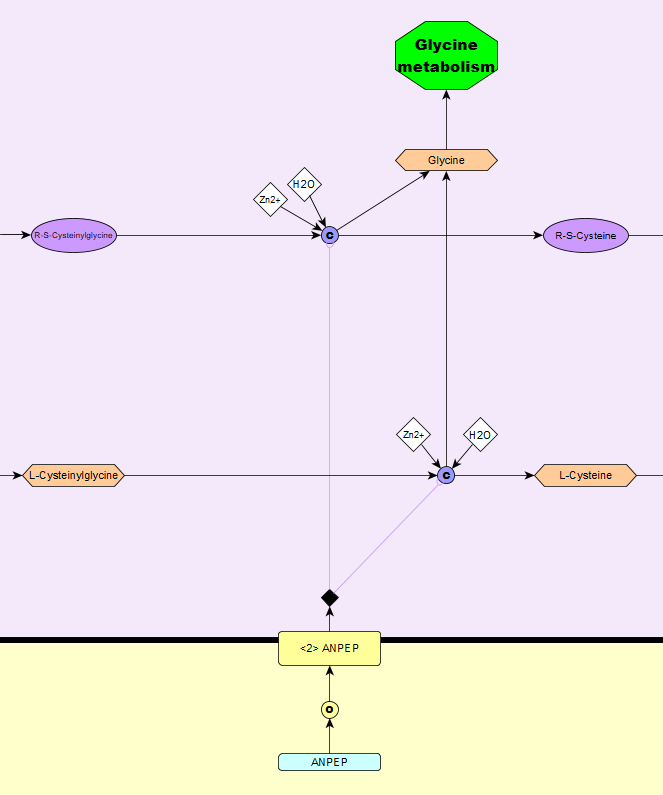 Glycine
metabolism
Glycine
H2O
Zn2+
R-S-Cysteinylglycine
C
R-S-Cysteine
Zn2+
H2O
L-Cysteinylglycine
C
L-Cysteine
<2> ANPEP
O
ANPEP